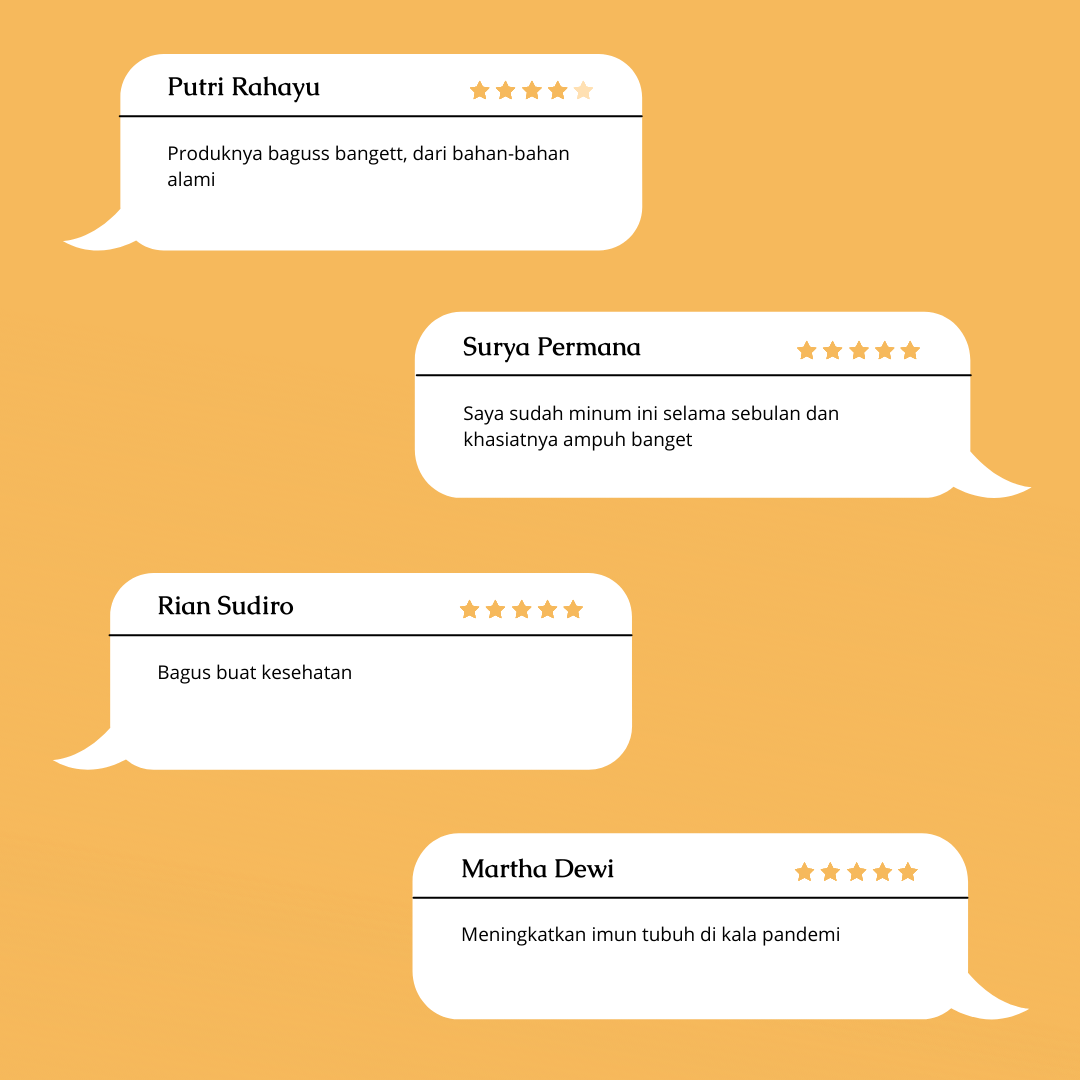 Putri Rahayu
Produknya baguss bangett, dari bahan-bahan
alami
Surya Permana
Saya sudah minum ini selama sebulan dan
khasiatnya ampuh banget
Rian Sudiro
Bagus buat kesehatan
Martha Dewi
Meningkatkan imun tubuh di kala pandemi